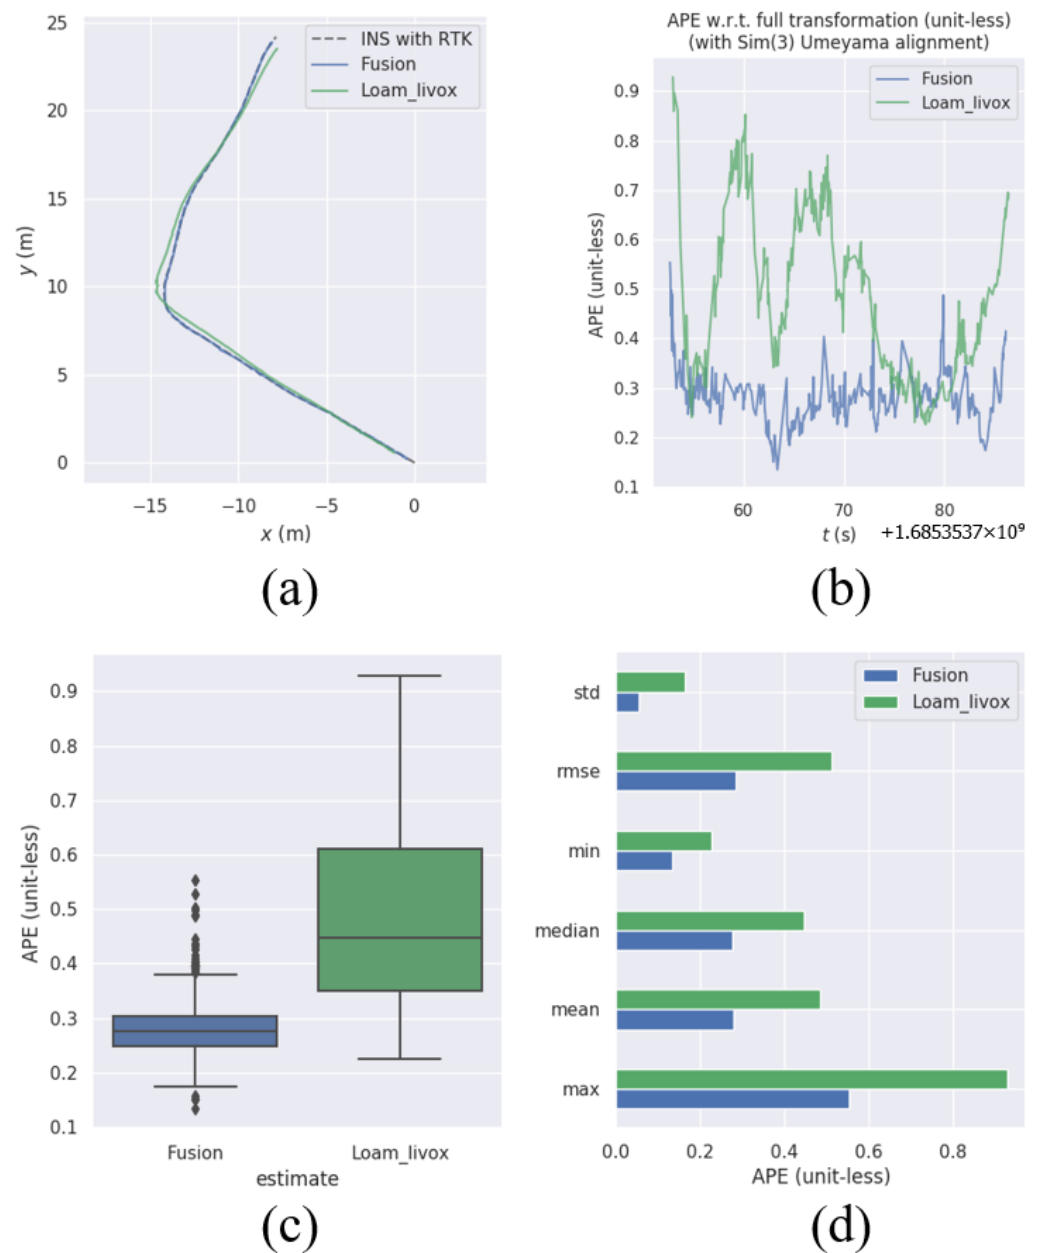 25
20
15
10
5
0
y (m)
−15
−10
−5
0
x (m)
INS with RTK
Fusion
Loam_livox
(a)
APE w.r.t. full transformation (unit-less)
(with Sim(3) Umeyama alignment)
Fusion
Loam_livox
0.9
0.8
0.7
0.6
0.5
0.4
0.3
0.2
0.1
APE (unit-less)
60
70
80
t (s)
+1.6853537×10⁹
(b)
0.9
0.8
0.7
0.6
0.5
0.4
0.3
0.2
0.1
APE (unit-less)
Fusion
Loam_livox
estimate
(c)
Fusion
Loam_livox
std
rmse
min
median
mean
max
0.0
0.2
0.4
0.6
0.8
APE (unit-less)
(d)